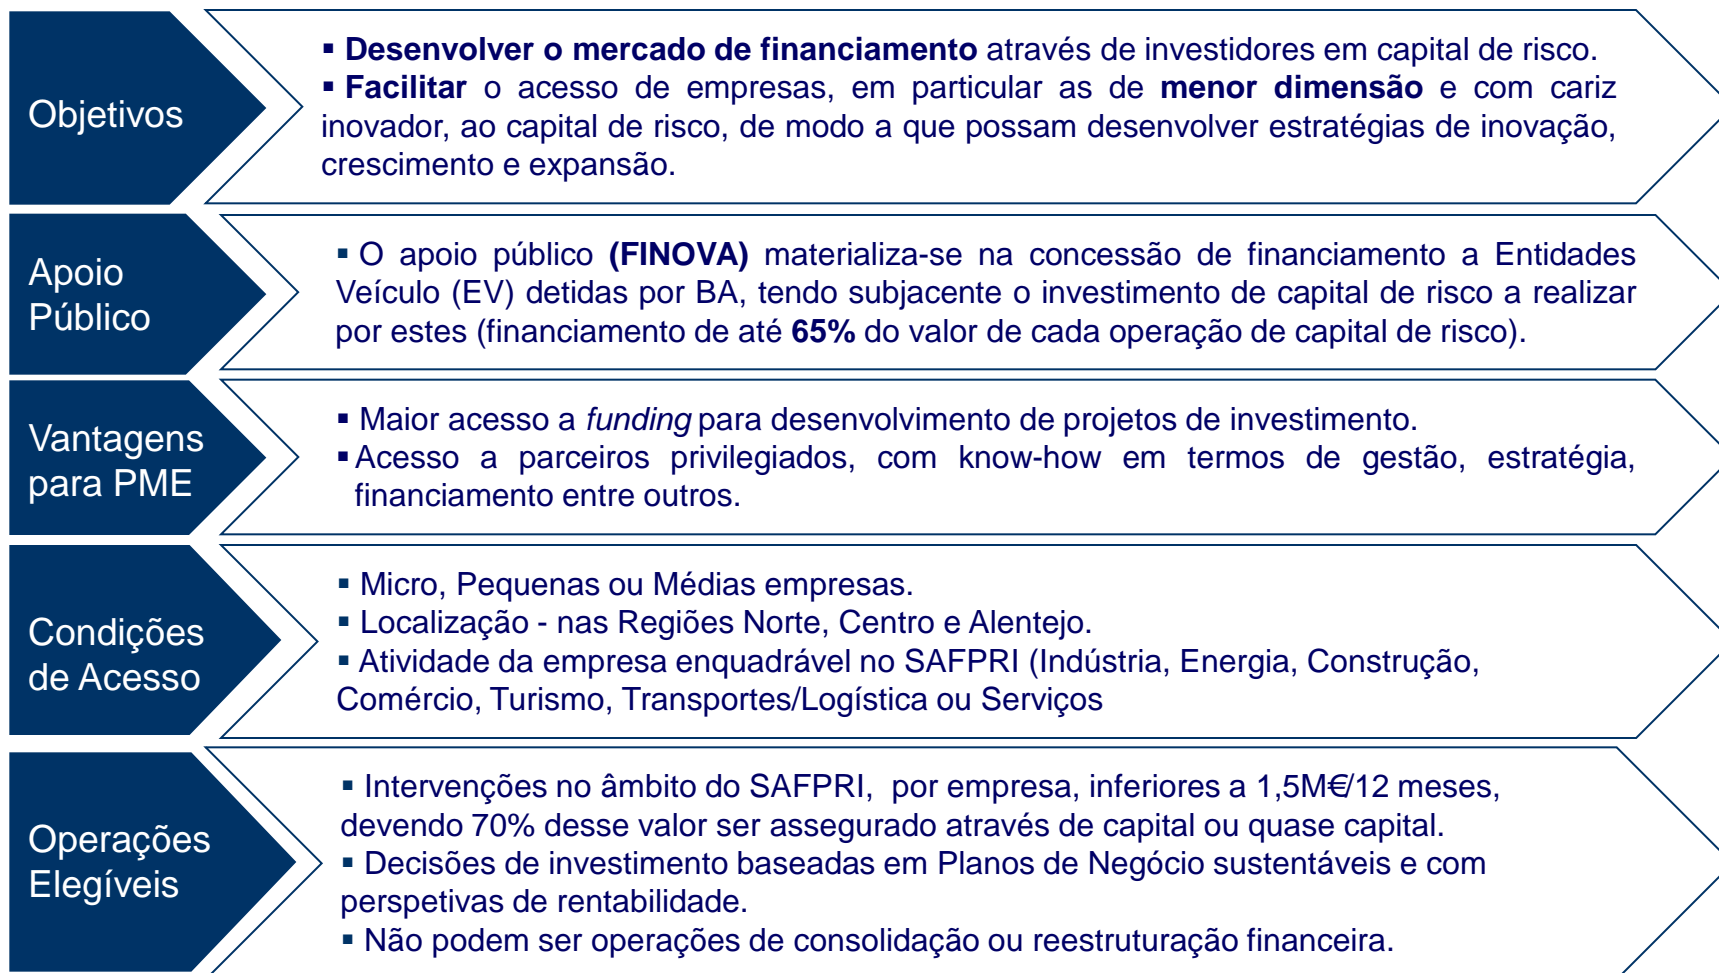 Objetivos
▪ Desenvolver o mercado de financiamento através de investidores em capital de risco.
▪ Facilitar o acesso de empresas, em particular as de menor dimensão e com cariz
inovador, ao capital de risco, de modo a que possam desenvolver estratégias de inovação,
crescimento e expansão.
Apoio
Público
▪ O apoio público (FINOVA) materializa-se na concessão de financiamento a Entidades
Veículo (EV) detidas por BA, tendo subjacente o investimento de capital de risco a realizar
por estes (financiamento de até 65% do valor de cada operação de capital de risco).
Vantagens
para PME
▪ Maior acesso a funding para desenvolvimento de projetos de investimento.
▪ Acesso a parceiros privilegiados, com know-how em termos de gestão, estratégia,
financiamento entre outros.
Condições
de Acesso
▪ Micro, Pequenas ou Médias empresas.
▪ Localização - nas Regiões Norte, Centro e Alentejo.
▪ Atividade da empresa enquadrável no SAFPRI (Indústria, Energia, Construção,
Comércio, Turismo, Transportes/Logística ou Serviços
Operações
Elegíveis
▪ Intervenções no âmbito do SAFPRI, por empresa, inferiores a 1,5M€/12 meses,
devendo 70% desse valor ser assegurado através de capital ou quase capital.
▪ Decisões de investimento baseadas em Planos de Negócio sustentáveis e com
perspetivas de rentabilidade.
▪ Não podem ser operações de consolidação ou reestruturação financeira.